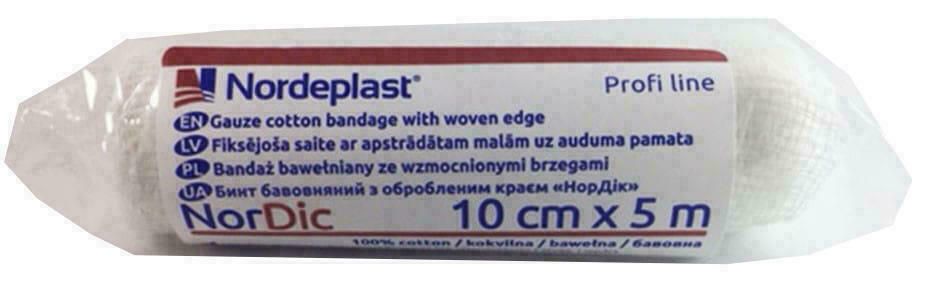 Nordeplast®
Profi line
EN Gauze cotton bandage with woven edge
LV Fiksējoša saite ar apstrādātam malām uz auduma pamata
PL Bandaż bawełniany ze wzmocnionymi brzegami
UA Бинт бавовняний з обробленим краєм «НорДік»
NorDic 10 cm x 5 m
100% cotton / kokvilna / bawełna / бавовна